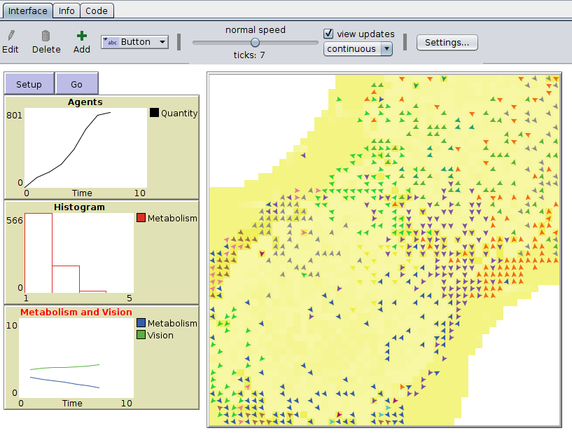 Interface Info Code
Edit Delete Add abc Button normal speed ticks: 7 view updates continuous Settings...
Setup Go
Agents
801
0
0 Time 10
Quantity
Histogram
566
0
1 5
Metabolism
Metabolism and Vision
10
0
0 Time 10
Metabolism
Vision